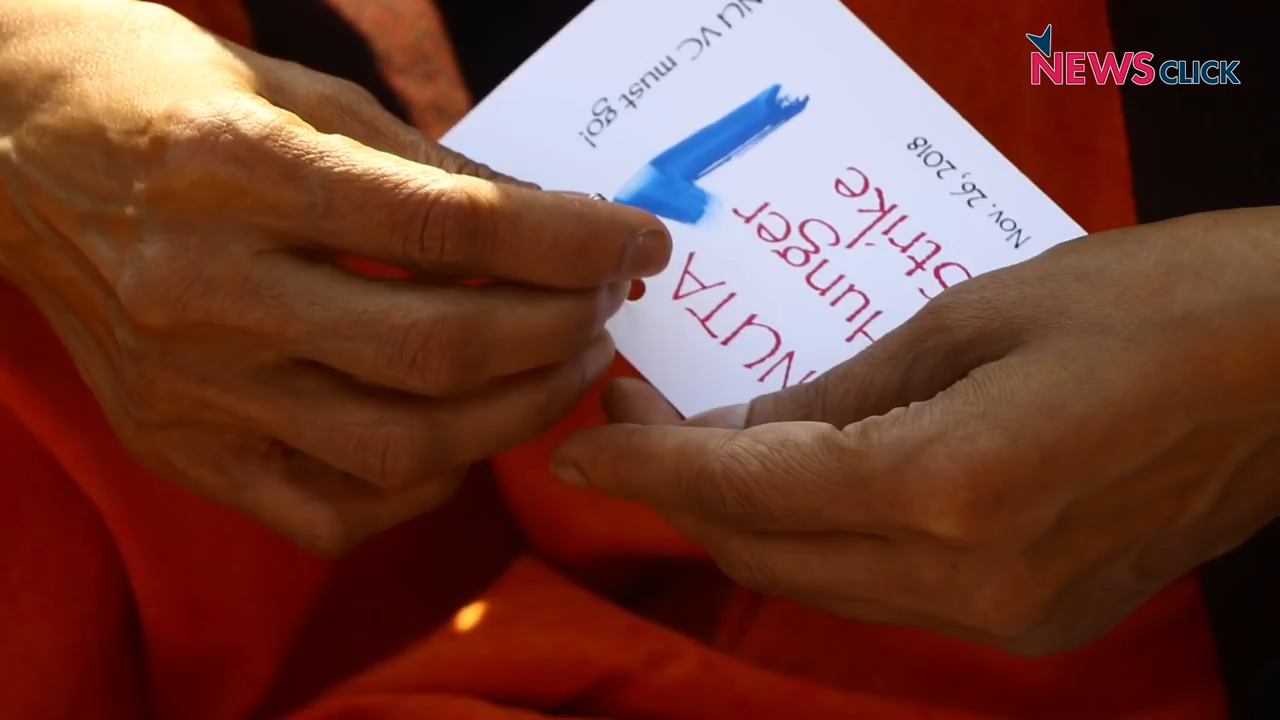 NEWSCLICK
NUTA
Hunger
Strike
Nov. 26, 2018
NU VC must go!